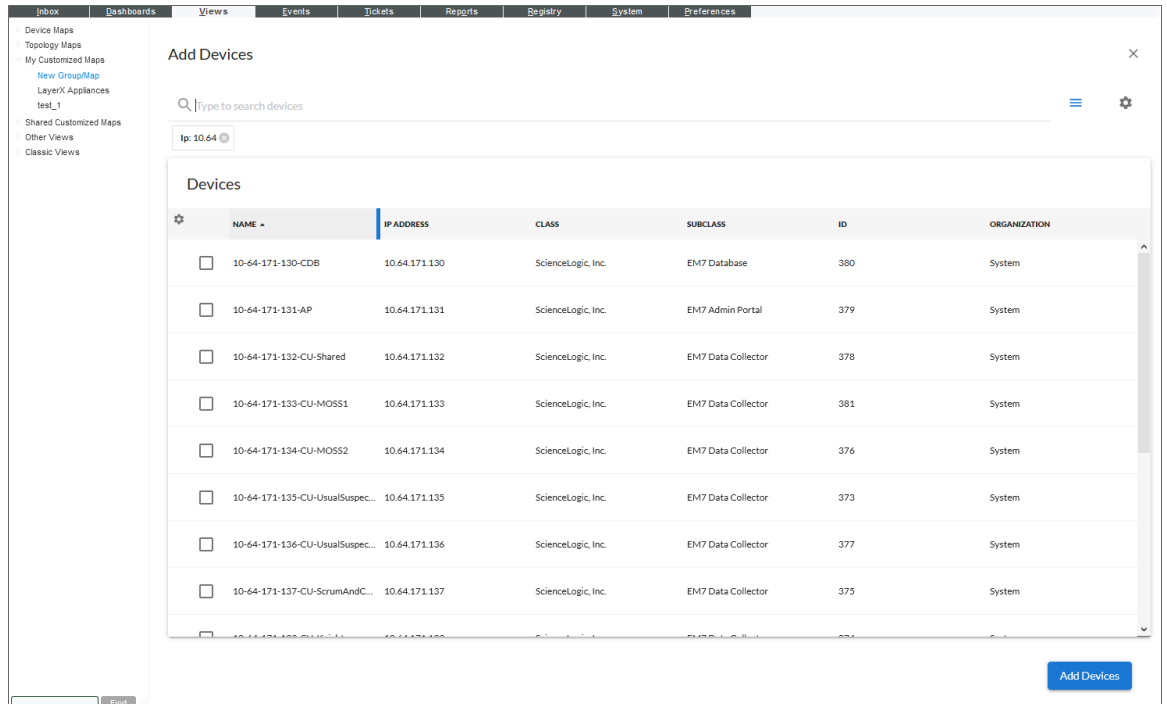 Inbox Dashboards Views Events Tickets Reports Registry System Preferences
Device Maps
Topology Maps
My Customized Maps
New Group/Map
LayerX Appliances
test_1
Shared Customized Maps
Other Views
Classic Views
Add Devices
Type to search devices
Ip: 10.64
Devices
NAME IP ADDRESS CLASS SUBCLASS ID ORGANIZATION
10-64-171-130-CDB 10.64.171.130 ScienceLogic, Inc. EM7 Database 380 System
10-64-171-131-AP 10.64.171.131 ScienceLogic, Inc. EM7 Admin Portal 379 System
10-64-171-132-CU-Shared 10.64.171.132 ScienceLogic, Inc. EM7 Data Collector 378 System
10-64-171-133-CU-MOSS1 10.64.171.133 ScienceLogic, Inc. EM7 Data Collector 381 System
10-64-171-134-CU-MOSS2 10.64.171.134 ScienceLogic, Inc. EM7 Data Collector 376 System
10-64-171-135-CU-UsualSuspec... 10.64.171.135 ScienceLogic, Inc. EM7 Data Collector 373 System
10-64-171-136-CU-UsualSuspec... 10.64.171.136 ScienceLogic, Inc. EM7 Data Collector 377 System
10-64-171-137-CU-ScrumAndC... 10.64.171.137 ScienceLogic, Inc. EM7 Data Collector 375 System
Add Devices
Find